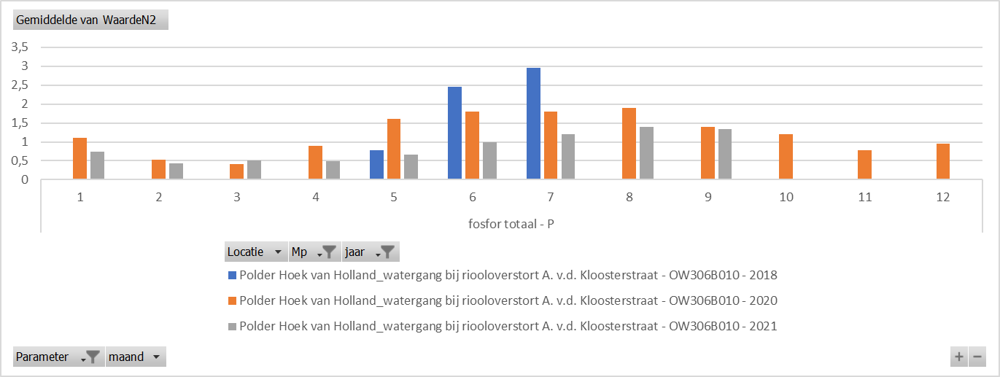 Gemiddelde van WaardeN2
3,5
3
2,5
2
1,5
1
0,5
0
1 2 3 4 5 6 7 8 9 10 11 12
fosfor totaal - P
Locatie Mp jaar
Polder Hoek van Holland_watergang bij riooloverstort A. v.d. Kloosterstraat - OW306B010 - 2018
Polder Hoek van Holland_watergang bij riooloverstort A. v.d. Kloosterstraat - OW306B010 - 2020
Polder Hoek van Holland_watergang bij riooloverstort A. v.d. Kloosterstraat - OW306B010 - 2021
Parameter maand + −